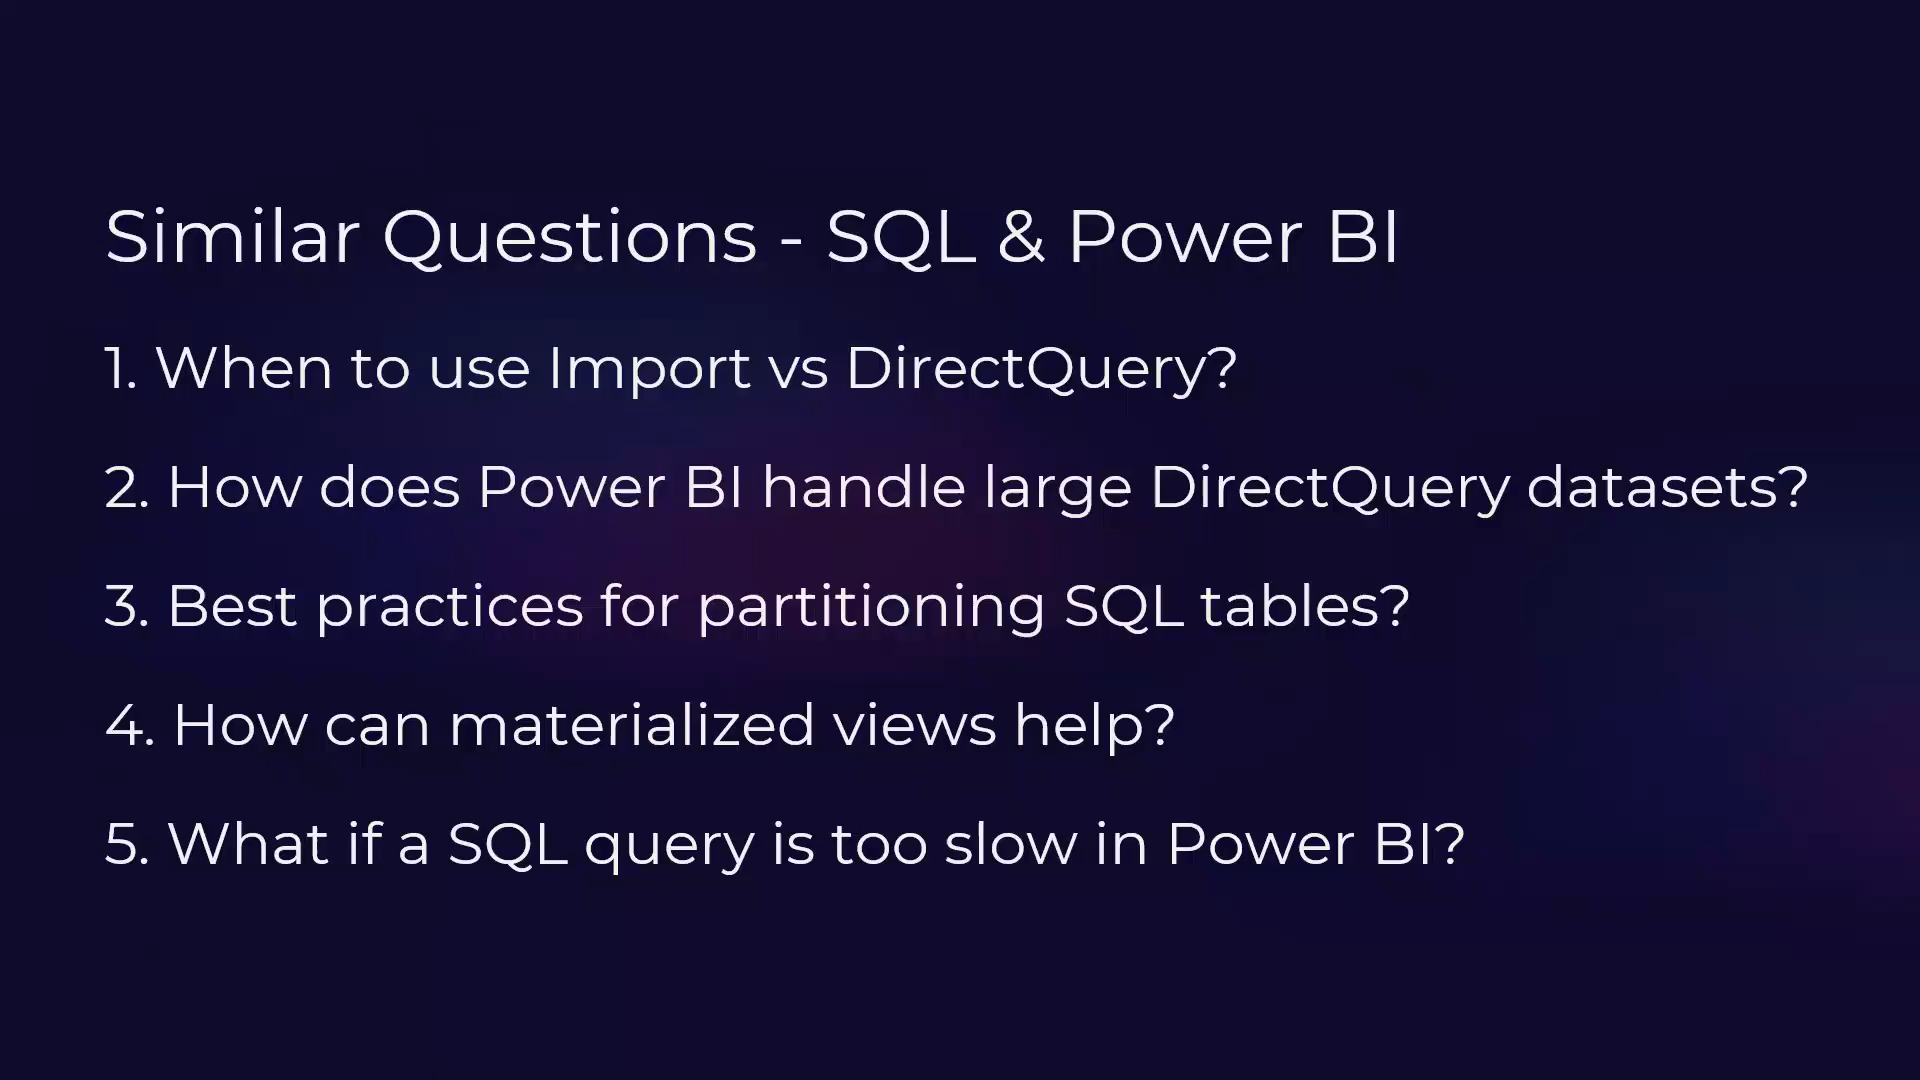 Similar Questions - SQL & Power BI
1. When to use Import vs DirectQuery?
2. How does Power BI handle large DirectQuery datasets?
3. Best practices for partitioning SQL tables?
4. How can materialized views help?
5. What if a SQL query is too slow in Power BI?